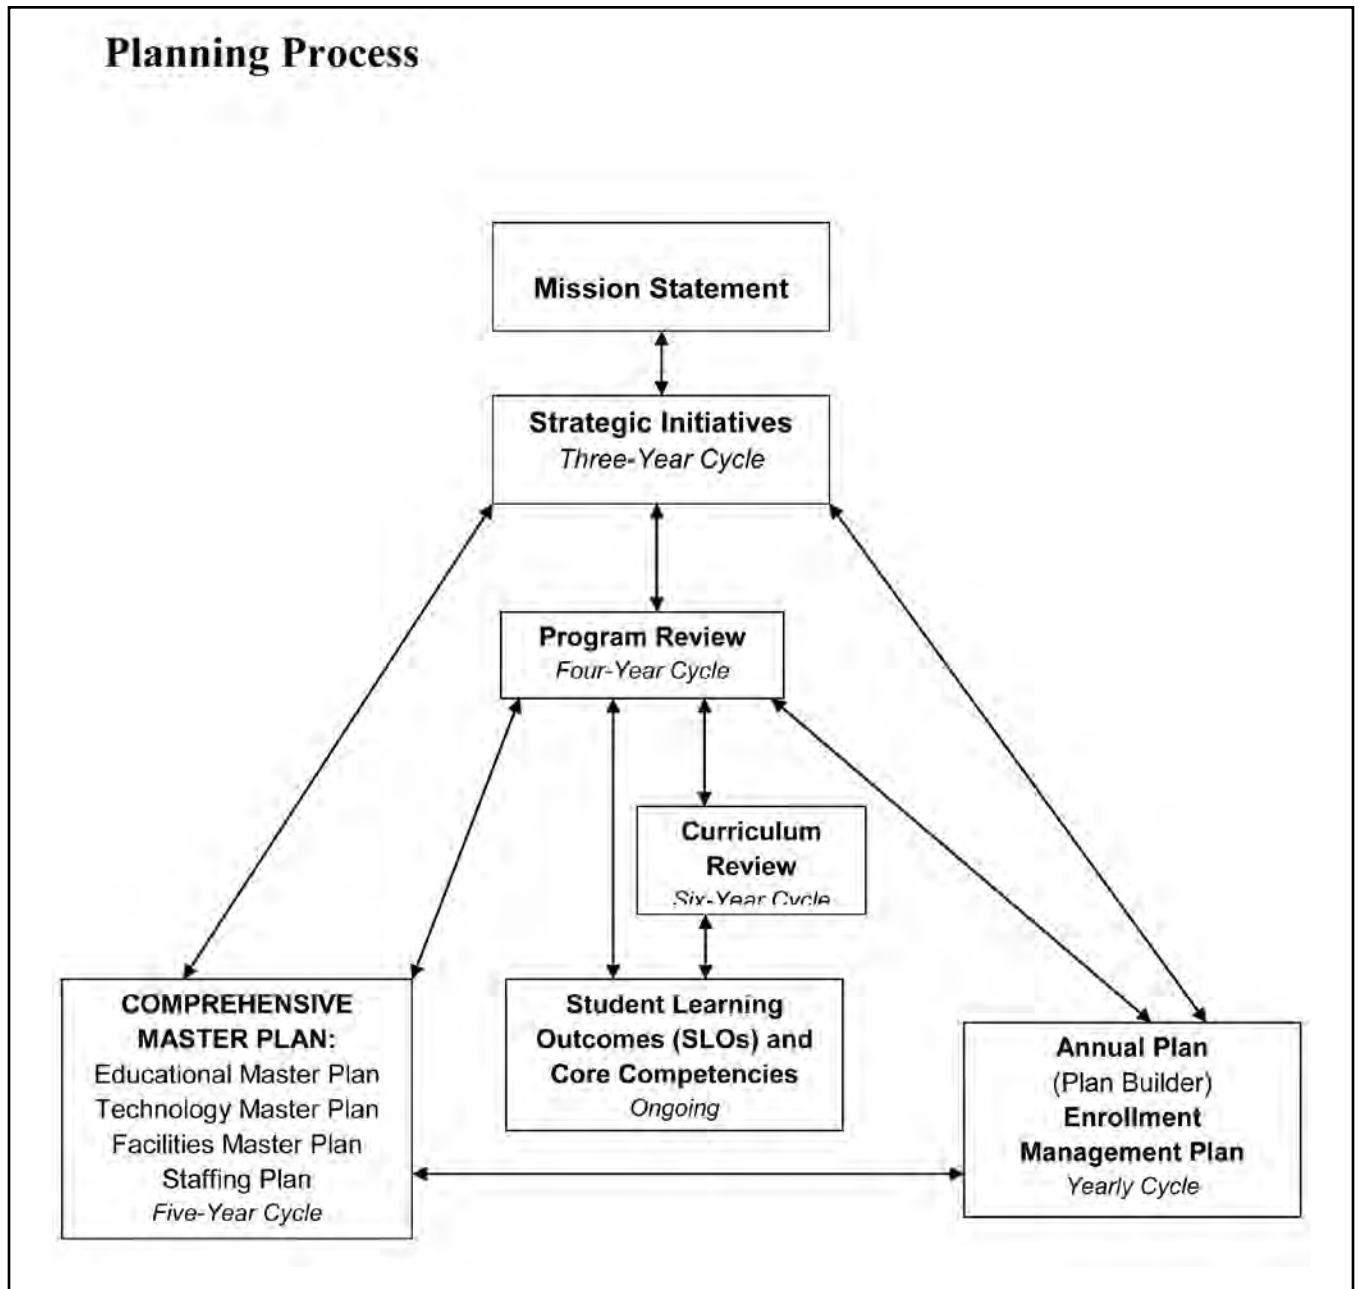 Planning Process
Mission Statement
Strategic Initiatives
Three-Year Cycle
Program Review
Four-Year Cycle
Curriculum
Review
Six-Year Cycle
COMPREHENSIVE
MASTER PLAN:
Educational Master Plan
Technology Master Plan
Facilities Master Plan
Staffing Plan
Five-Year Cycle
Student Learning
Outcomes (SLOs) and
Core Competencies
Ongoing
Annual Plan
(Plan Builder)
Enrollment
Management Plan
Yearly Cycle